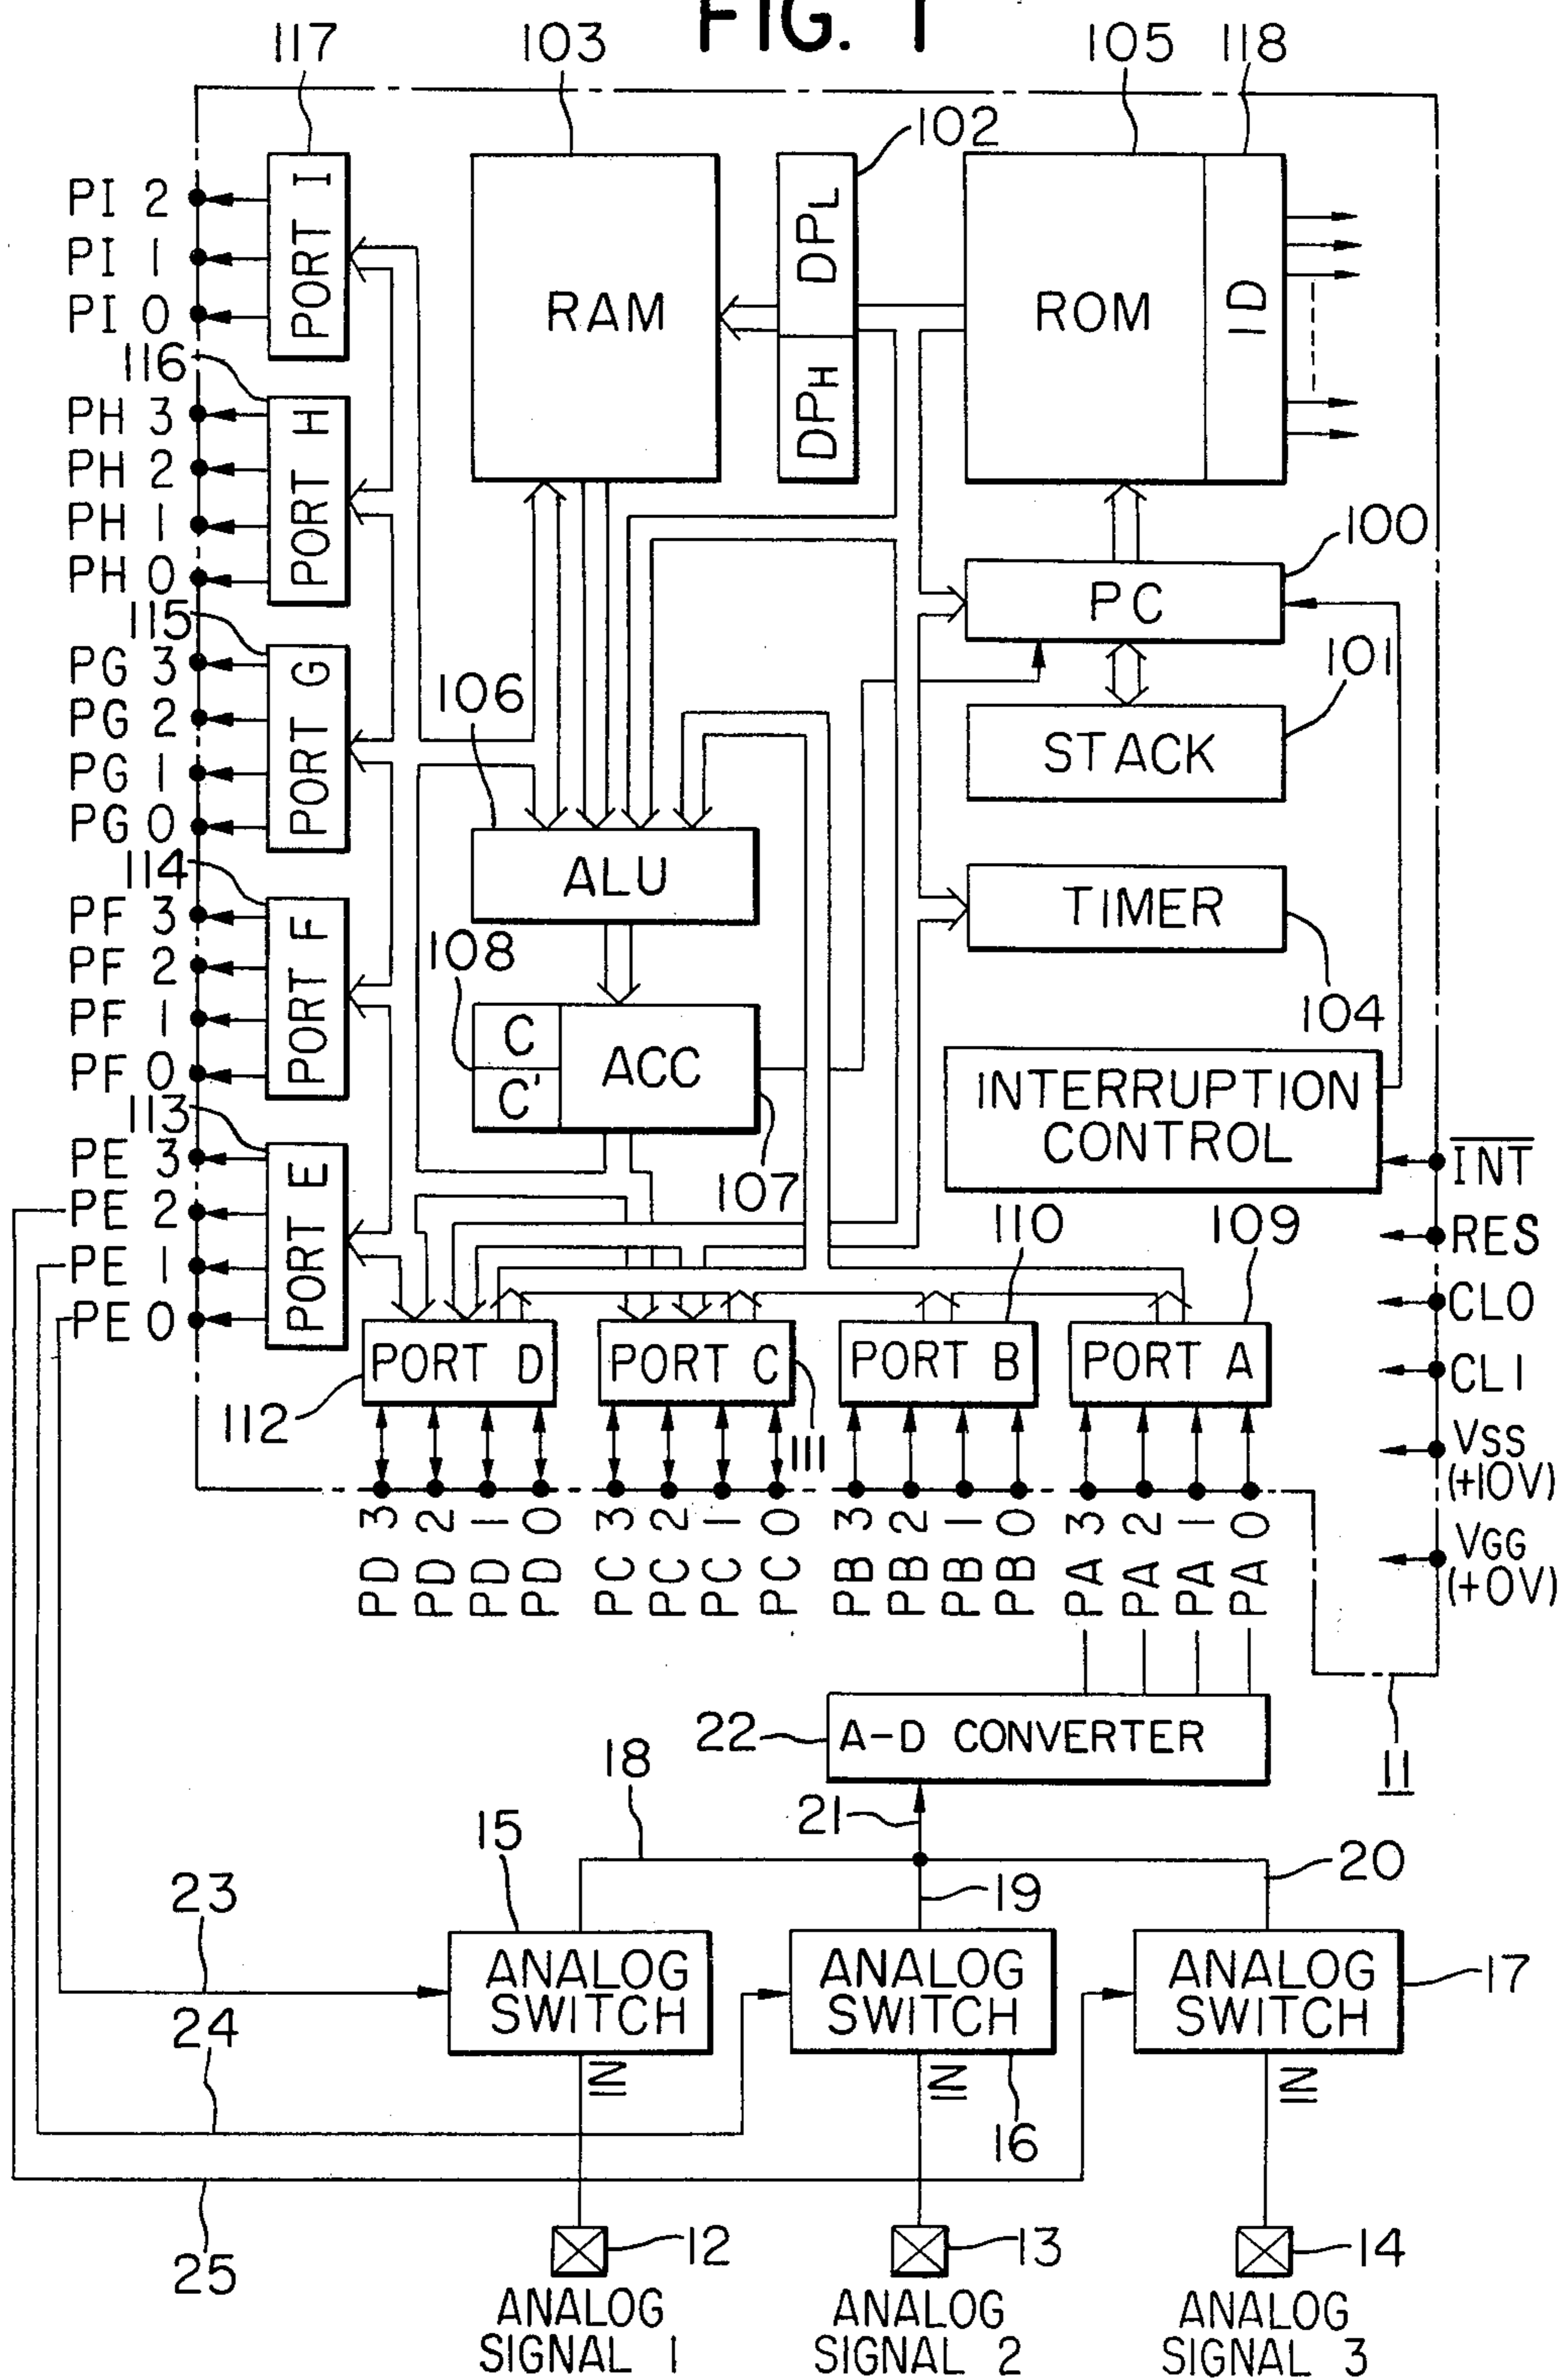 FIG. 1
117
103
105
118
102
PI 2
PI 1
PI 0
PORT I
RAM
DPL
DPH
ROM
ID
116
PH 3
PH 2
PH 1
PH 0
PORT H
100
PC
115
PG 3
PG 2
PG 1
PG 0
PORT G
106
101
STACK
ALU
114
PF 3
PF 2
PF 1
PF 0
PORT F
TIMER
108
104
C
C'
ACC
INTERRUPTION
CONTROL
113
PE 3
PE 2
PE 1
PE 0
PORT E
107
INT
RES
CLO
CLI
VSS
(+10V)
VGG
(+0V)
110
109
PORT D
PORT C
PORT B
PORT A
112
111
PD 3
PD 2
PD 1
PD 0
PC 3
PC 2
PC 1
PC 0
PB 3
PB 2
PB 1
PB 0
PA 3
PA 2
PA 1
PA 0
22
A-D CONVERTER
11
18
21
15
20
23
19
ANALOG
SWITCH
ANALOG
SWITCH
ANALOG
SWITCH
17
24
IN
IN
IN
16
25
12
13
14
ANALOG
SIGNAL 1
ANALOG
SIGNAL 2
ANALOG
SIGNAL 3